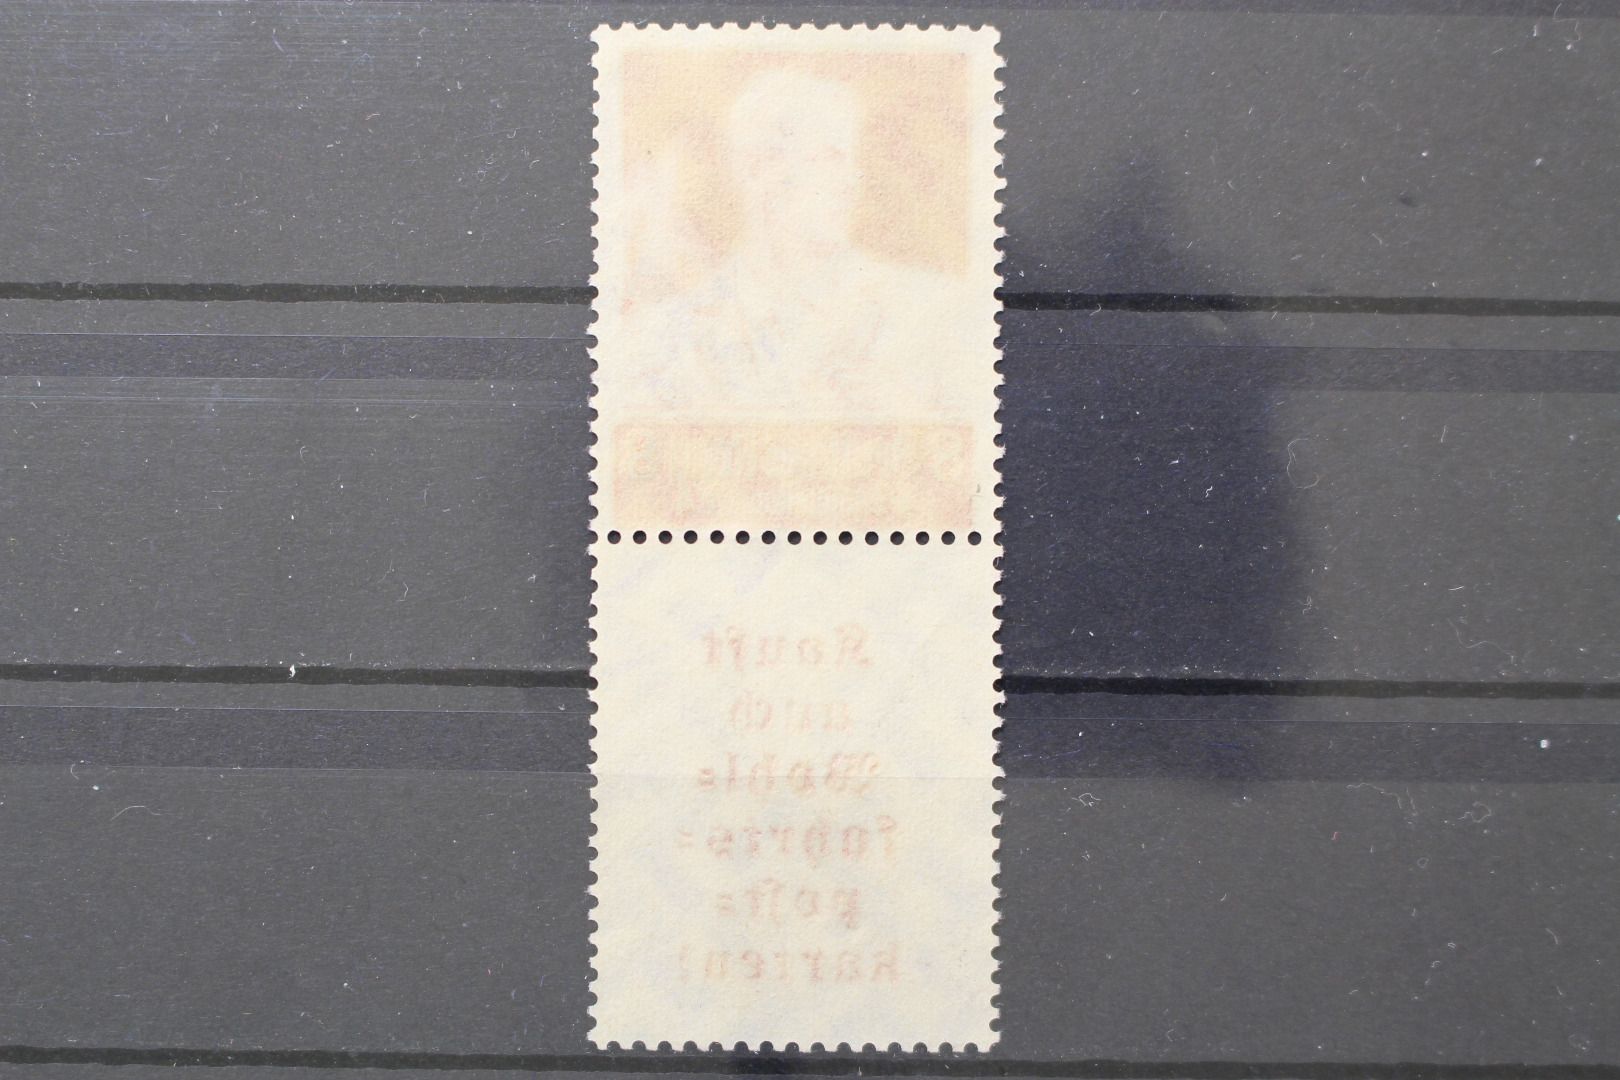 Kauft
auch
Wohl=
fahrts=
post=
karten!